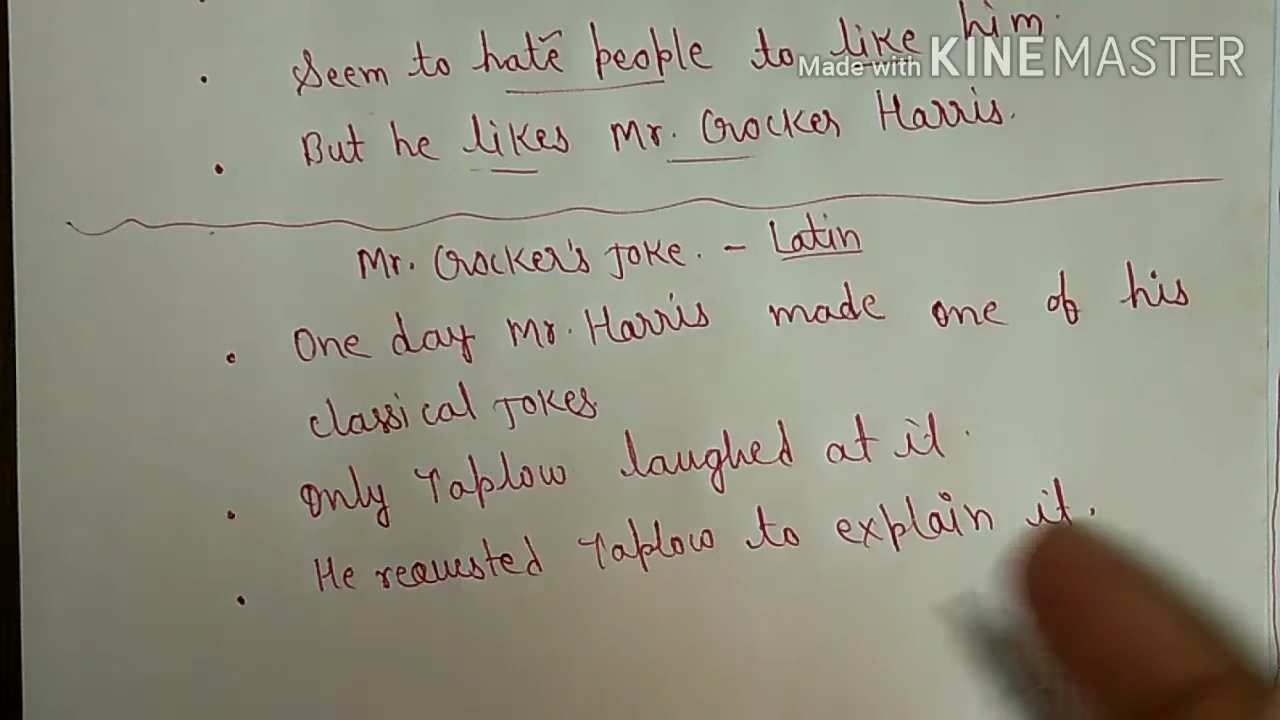 Seem to hate people to like him.
Made with KINEMASTER
But he likes Mr. Crocker Harris.
Mr. Crocker's Joke. - Latin
One day Mr. Harris made one of his
classical Jokes
Only Taplow laughed at it.
He requested Taplow to explain it.